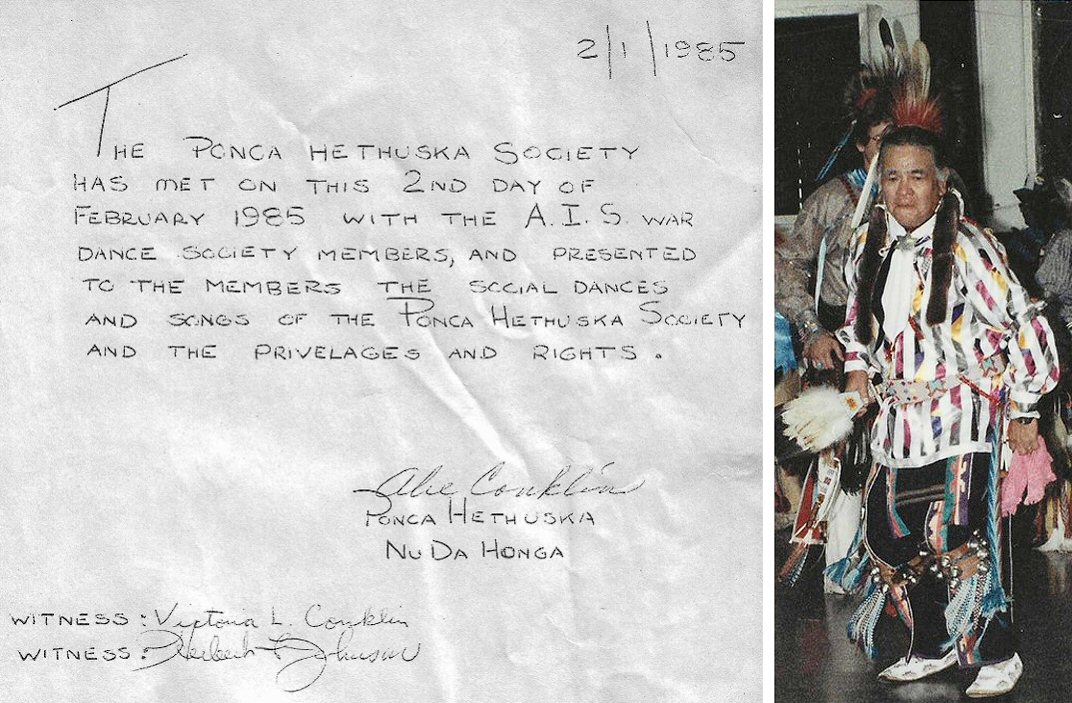 2/1/1985
THE PONCA HETHUSKA SOCIETY
HAS MET ON THIS 2ND DAY OF
FEBRUARY 1985 WITH THE A.I.S. WAR
DANCE SOCIETY MEMBERS, AND PRESENTED
TO THE MEMBERS THE SOCIAL DANCES
AND SONGS OF THE PONCA HETHUSKA SOCIETY
AND THE PRIVELAGES AND RIGHTS.
Abe Conklin
PONCA HETHUSKA
NUDA HONGA
WITNESS: Victoria L. Conklin
WITNESS: Johnson